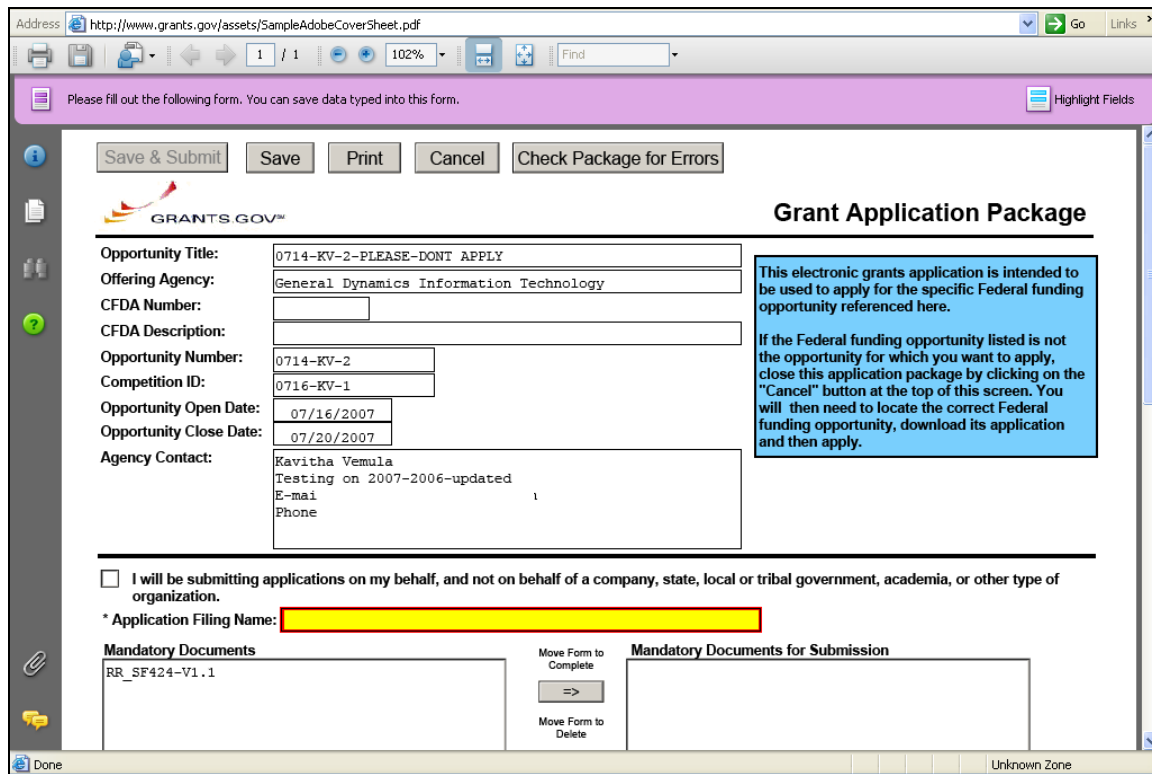 Address http://www.grants.gov/assets/SampleAdobeCoverSheet.pdf Go Links
1 / 1 102% Find
Please fill out the following form. You can save data typed into this form. Highlight Fields
Save & Submit Save Print Cancel Check Package for Errors
GRANTS.GOV℠ Grant Application Package
Opportunity Title: 0714-KV-2-PLEASE-DONT APPLY
Offering Agency: General Dynamics Information Technology
CFDA Number:
CFDA Description:
Opportunity Number: 0714-KV-2
Competition ID: 0716-KV-1
Opportunity Open Date: 07/16/2007
Opportunity Close Date: 07/20/2007
Agency Contact: Kavitha Vemula
Testing on 2007-2006-updated
E-mai
Phone
This electronic grants application is intended to
be used to apply for the specific Federal funding
opportunity referenced here.
If the Federal funding opportunity listed is not
the opportunity for which you want to apply,
close this application package by clicking on the
"Cancel" button at the top of this screen. You
will then need to locate the correct Federal
funding opportunity, download its application
and then apply.
I will be submitting applications on my behalf, and not on behalf of a company, state, local or tribal government, academia, or other type of
organization.
* Application Filing Name:
Mandatory Documents
RR_SF424-V1.1
Move Form to
Complete
=>
Move Form to
Delete
Mandatory Documents for Submission
Done Unknown Zone